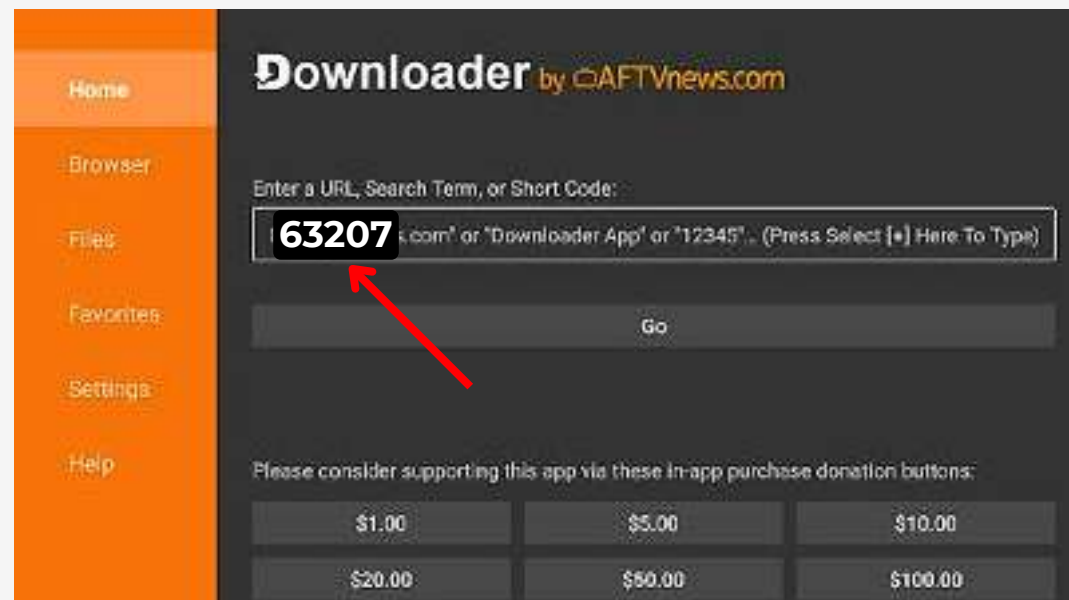 Downloader by AFTVnews.com
Home
Browser
Files
Favorites
Settings
Help
Enter a URL, Search Term, or Short Code:
63207 .com" or "Downloader App" or "12345"... (Press Select [•] Here To Type)
Go
Please consider supporting this app via these in-app purchase donation buttons:
$1.00 $5.00 $10.00
$20.00 $50.00 $100.00